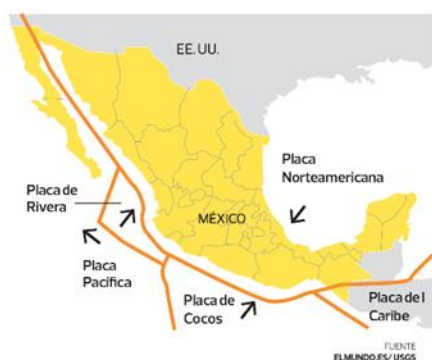 EE. UU.
Placa
Norteamericana
Placa de
Rivera
MÉXICO
Placa
Pacífica
Placa de
Cocos
Placa de l
Caribe
FUENTE
ELMUNDO.ES/ USGS